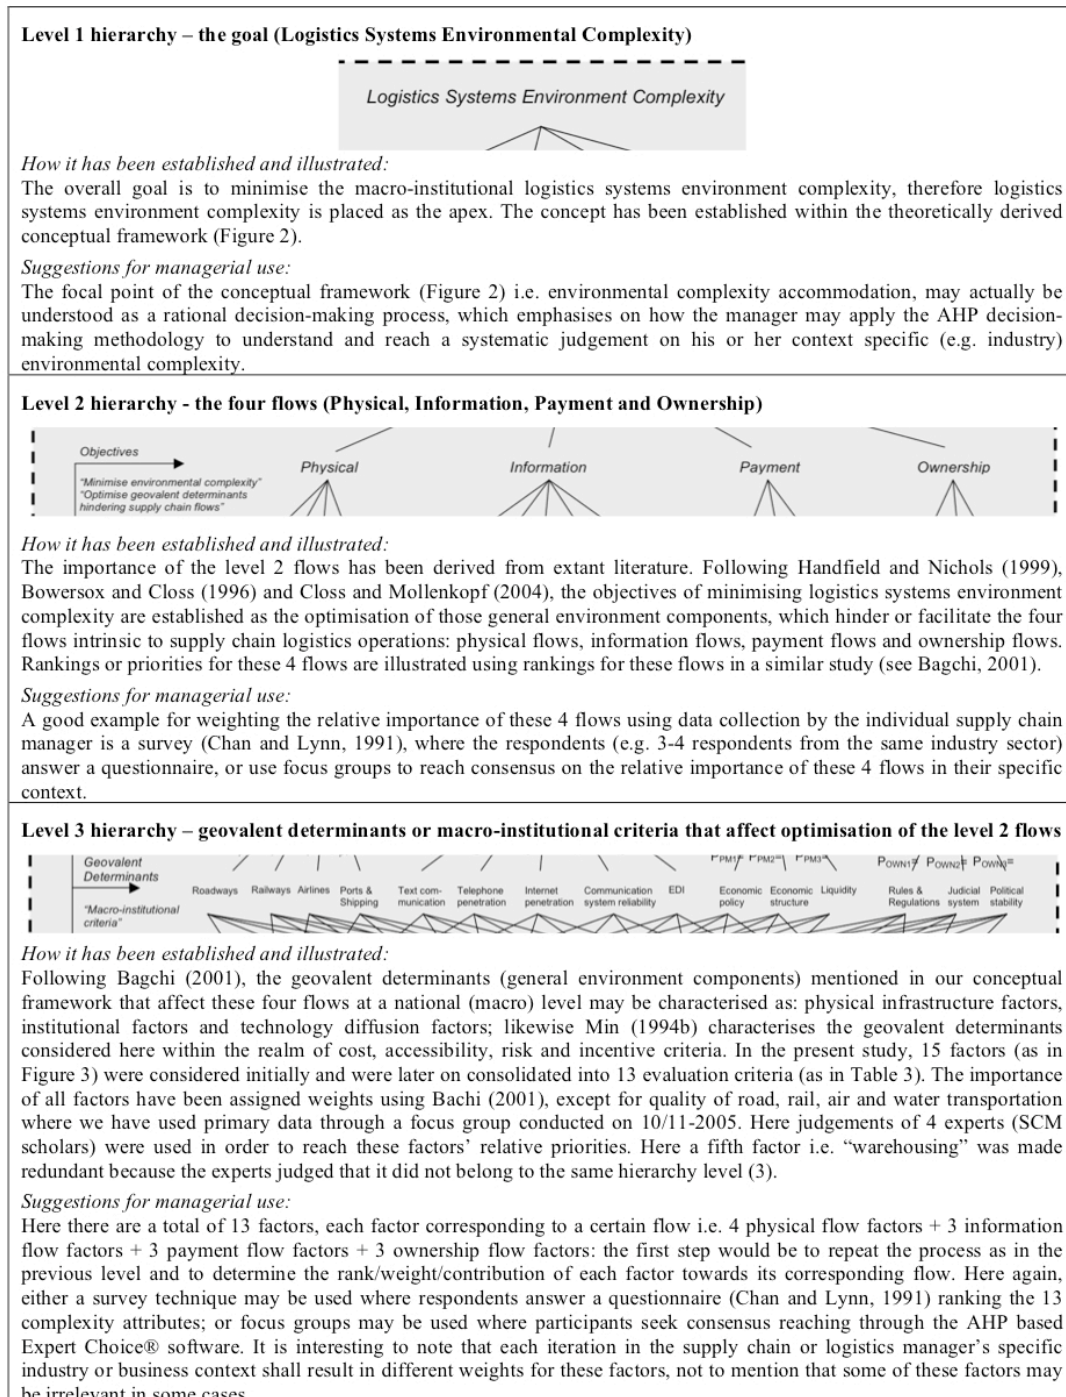 Level 1 hierarchy – the goal (Logistics Systems Environmental Complexity)
Logistics Systems Environment Complexity
How it has been established and illustrated:
The overall goal is to minimise the macro-institutional logistics systems environment complexity, therefore logistics
systems environment complexity is placed as the apex. The concept has been established within the theoretically derived
conceptual framework (Figure 2).
Suggestions for managerial use:
The focal point of the conceptual framework (Figure 2) i.e. environmental complexity accommodation, may actually be
understood as a rational decision-making process, which emphasises on how the manager may apply the AHP decision-
making methodology to understand and reach a systematic judgement on his or her context specific (e.g. industry)
environmental complexity.
Level 2 hierarchy - the four flows (Physical, Information, Payment and Ownership)
Objectives
"Minimise environmental complexity"
"Optimise geovalent determinants
hindering supply chain flows"
Physical
Information
Payment
Ownership
How it has been established and illustrated:
The importance of the level 2 flows has been derived from extant literature. Following Handfield and Nichols (1999),
Bowersox and Closs (1996) and Closs and Mollenkopf (2004), the objectives of minimising logistics systems environment
complexity are established as the optimisation of those general environment components, which hinder or facilitate the four
flows intrinsic to supply chain logistics operations: physical flows, information flows, payment flows and ownership flows.
Rankings or priorities for these 4 flows are illustrated using rankings for these flows in a similar study (see Bagchi, 2001).
Suggestions for managerial use:
A good example for weighting the relative importance of these 4 flows using data collection by the individual supply chain
manager is a survey (Chan and Lynn, 1991), where the respondents (e.g. 3-4 respondents from the same industry sector)
answer a questionnaire, or use focus groups to reach consensus on the relative importance of these 4 flows in their specific
context.
Level 3 hierarchy – geovalent determinants or macro-institutional criteria that affect optimisation of the level 2 flows
Geovalent
Determinants
"Macro-institutional
criteria"
PPM1= PPM2= PPM3=
POWN1= POWN2= POWN3=
Roadways
Railways
Airlines
Ports &
Shipping
Text com-
munication
Telephone
penetration
Internet
penetration
Communication
system reliability
EDI
Economic
policy
Economic
structure
Liquidity
Rules &
Regulations
Judicial
system
Political
stability
How it has been established and illustrated:
Following Bagchi (2001), the geovalent determinants (general environment components) mentioned in our conceptual
framework that affect these four flows at a national (macro) level may be characterised as: physical infrastructure factors,
institutional factors and technology diffusion factors; likewise Min (1994b) characterises the geovalent determinants
considered here within the realm of cost, accessibility, risk and incentive criteria. In the present study, 15 factors (as in
Figure 3) were considered initially and were later on consolidated into 13 evaluation criteria (as in Table 3). The importance
of all factors have been assigned weights using Bachi (2001), except for quality of road, rail, air and water transportation
where we have used primary data through a focus group conducted on 10/11-2005. Here judgements of 4 experts (SCM
scholars) were used in order to reach these factors' relative priorities. Here a fifth factor i.e. "warehousing" was made
redundant because the experts judged that it did not belong to the same hierarchy level (3).
Suggestions for managerial use:
Here there are a total of 13 factors, each factor corresponding to a certain flow i.e. 4 physical flow factors + 3 information
flow factors + 3 payment flow factors + 3 ownership flow factors: the first step would be to repeat the process as in the
previous level and to determine the rank/weight/contribution of each factor towards its corresponding flow. Here again,
either a survey technique may be used where respondents answer a questionnaire (Chan and Lynn, 1991) ranking the 13
complexity attributes; or focus groups may be used where participants seek consensus reaching through the AHP based
Expert Choice® software. It is interesting to note that each iteration in the supply chain or logistics manager's specific
industry or business context shall result in different weights for these factors, not to mention that some of these factors may
be irrelevant in some cases